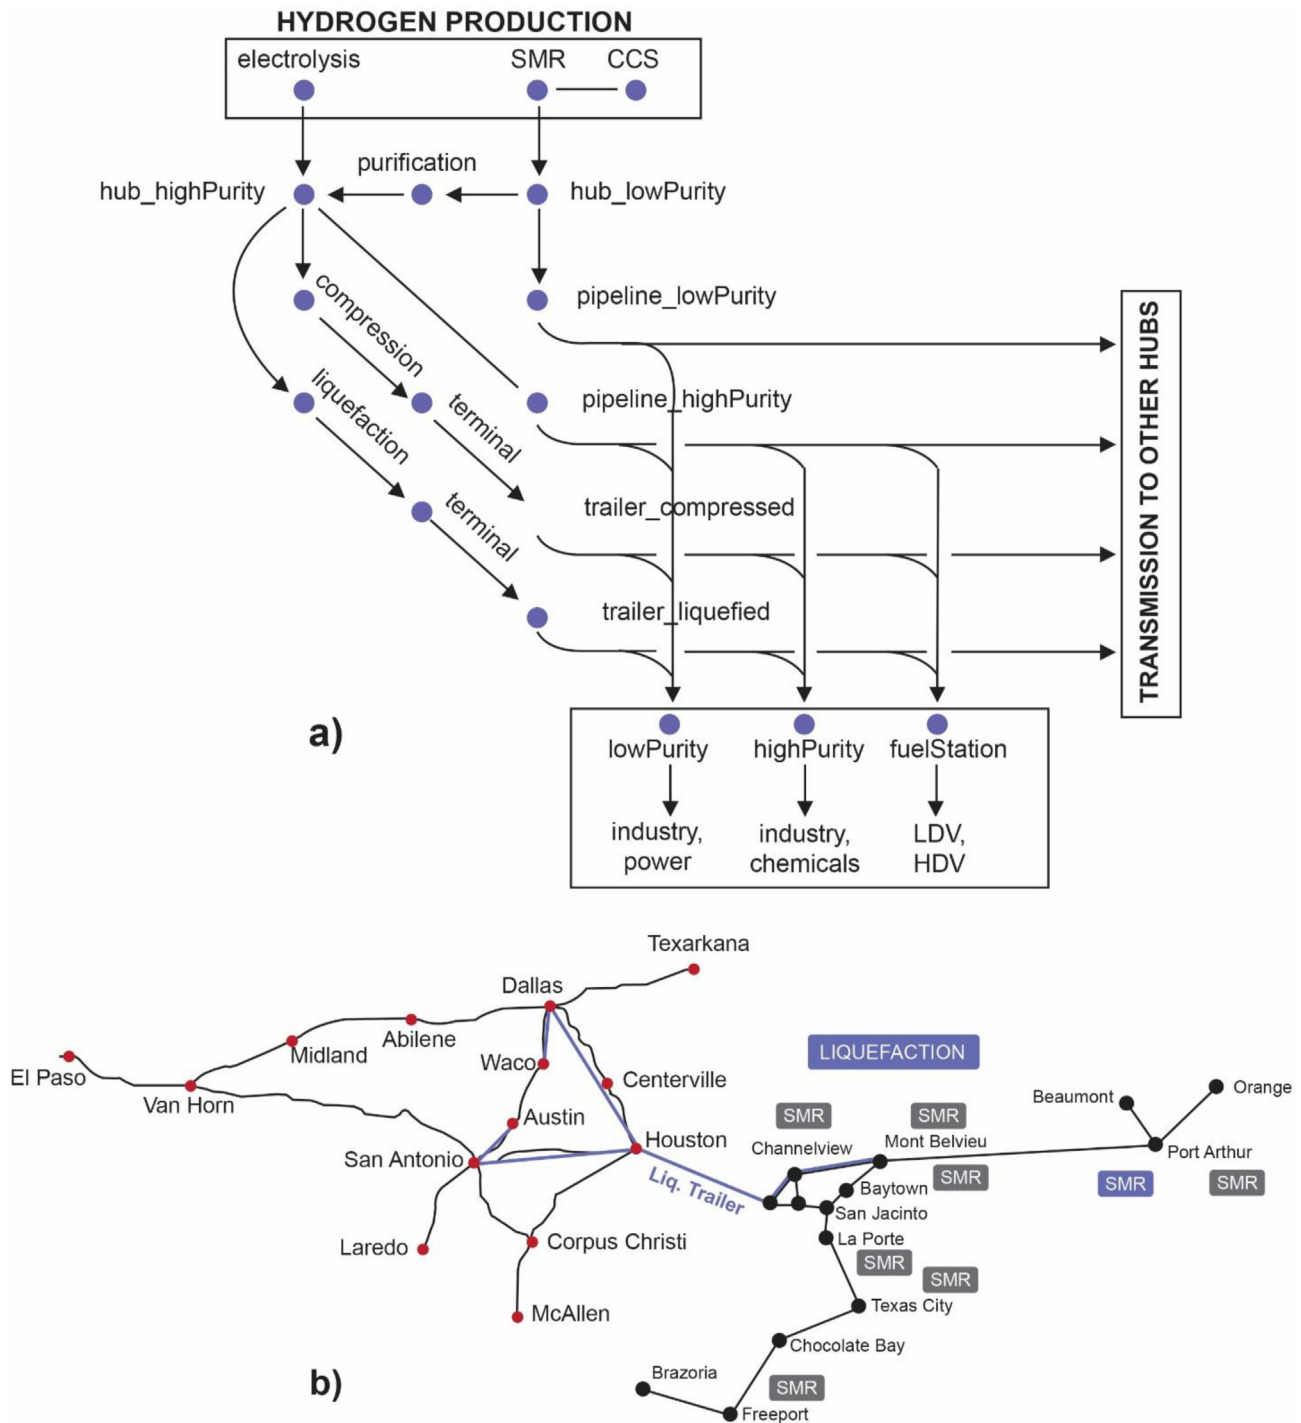 HYDROGEN PRODUCTION
electrolysis
SMR
CCS
purification
hub_highPurity
hub_lowPurity
compression
pipeline_lowPurity
liquefaction
terminal
pipeline_highPurity
terminal
trailer_compressed
trailer_liquefied
TRANSMISSION TO OTHER HUBS
a)
lowPurity
highPurity
fuelStation
industry,
power
industry,
chemicals
LDV,
HDV
Texarkana
Dallas
Abilene
Midland
El Paso
Van Horn
Waco
Centerville
Austin
San Antonio
Houston
Laredo
Corpus Christi
McAllen
Liq. Trailer
LIQUEFACTION
SMR
SMR
Channelview
Mont Belvieu
Beaumont
Orange
Port Arthur
SMR
SMR
SMR
Baytown
San Jacinto
La Porte
SMR
SMR
Texas City
Chocolate Bay
Brazoria
SMR
Freeport
b)